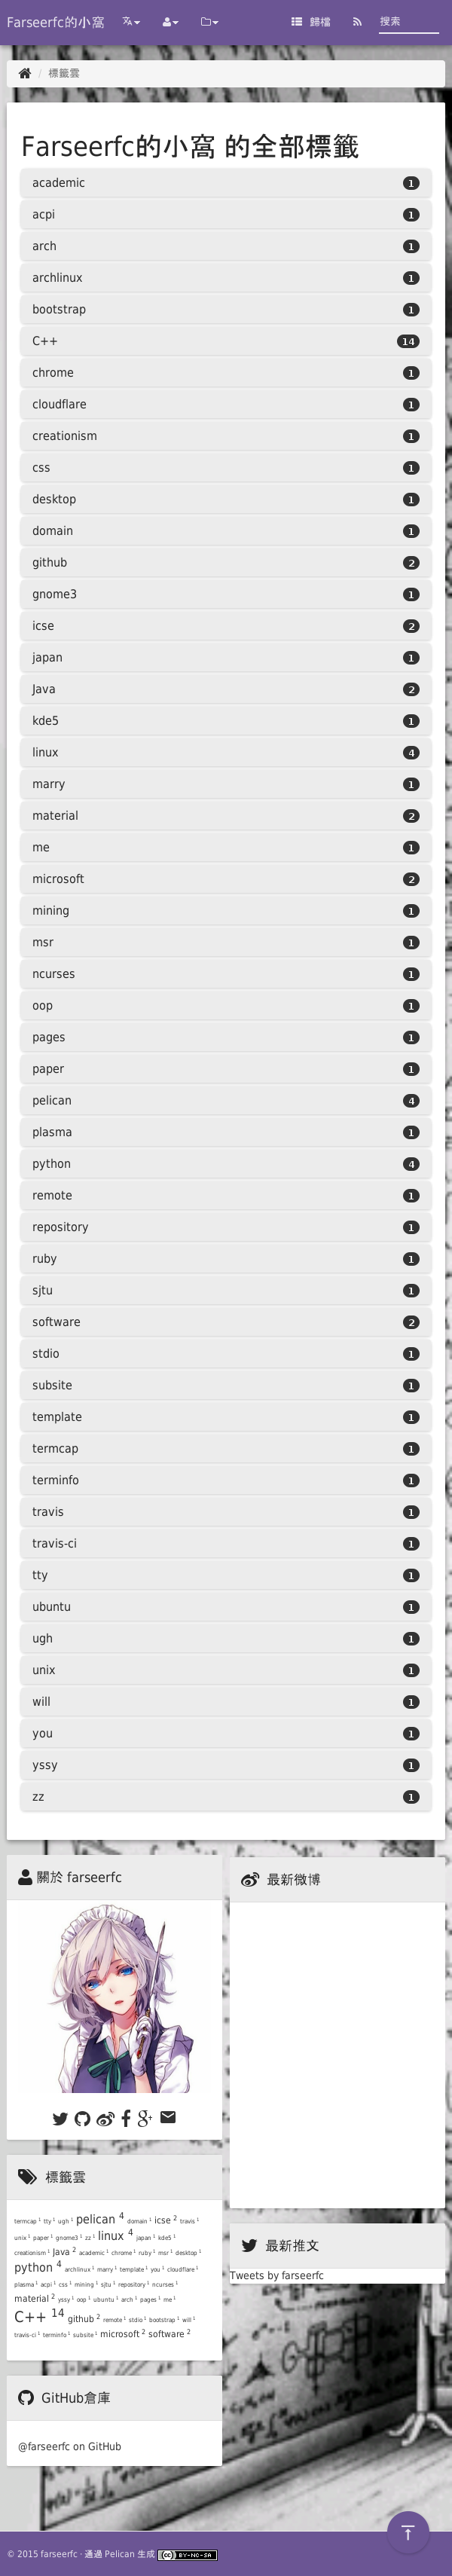 Farseerfc的小窩
歸檔
搜索
/ 標籤雲
Farseerfc的小窩 的全部標籤
academic 1
acpi 1
arch 1
archlinux 1
bootstrap 1
C++ 14
chrome 1
cloudflare 1
creationism 1
css 1
desktop 1
domain 1
github 2
gnome3 1
icse 2
japan 1
Java 2
kde5 1
linux 4
marry 1
material 2
me 1
microsoft 2
mining 1
msr 1
ncurses 1
oop 1
pages 1
paper 1
pelican 4
plasma 1
python 4
remote 1
repository 1
ruby 1
sjtu 1
software 2
stdio 1
subsite 1
template 1
termcap 1
terminfo 1
travis 1
travis-ci 1
tty 1
ubuntu 1
ugh 1
unix 1
will 1
you 1
yssy 1
zz 1
關於 farseerfc
標籤雲
termcap 1 tty 1 ugh 1 pelican 4 domain 1 icse 2 travis 1
unix 1 paper 1 gnome3 1 zz 1 linux 4 japan 1 kde5 1
creationism 1 Java 2 academic 1 chrome 1 ruby 1 msr 1 desktop 1
python 4 archlinux 1 marry 1 template 1 you 1 cloudflare 1
plasma 1 acpi 1 css 1 mining 1 sjtu 1 repository 1 ncurses 1
material 2 yssy 1 oop 1 ubuntu 1 arch 1 pages 1 me 1
C++ 14 github 2 remote 1 stdio 1 bootstrap 1 will 1
travis-ci 1 terminfo 1 subsite 1 microsoft 2 software 2
GitHub倉庫
@farseerfc on GitHub
最新微博
最新推文
Tweets by farseerfc
© 2015 farseerfc · 通過 Pelican 生成 BY-NC-SA